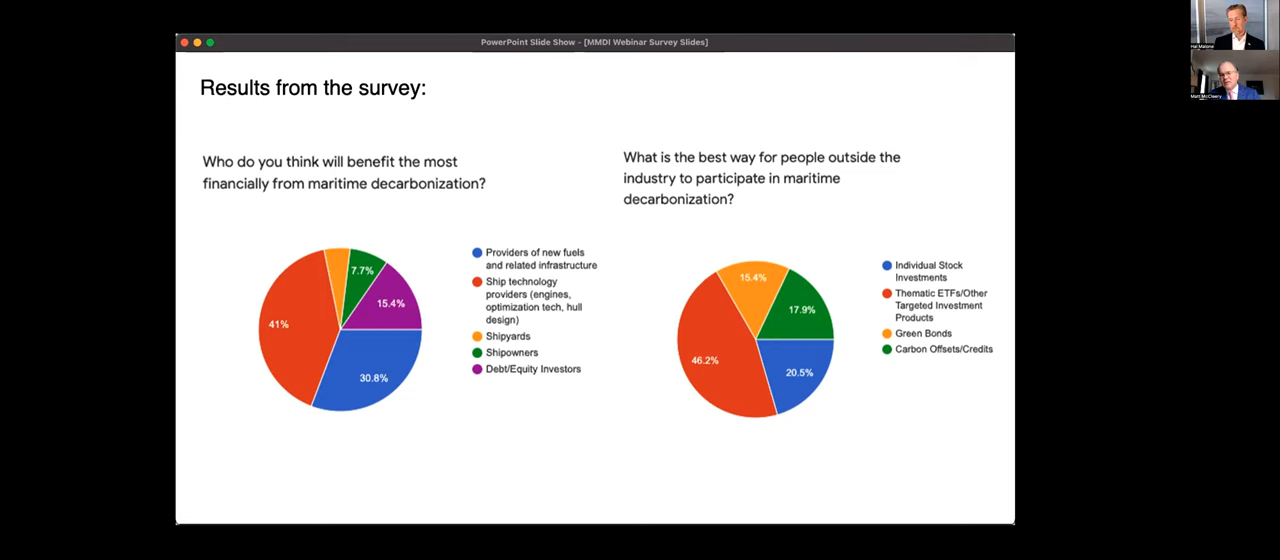 PowerPoint Slide Show - [MMDI Webinar Survey Slides]
Hal Malone
Matt McCleery
Results from the survey:
Who do you think will benefit the most
financially from maritime decarbonization?
7.7%
15.4%
41%
30.8%
Providers of new fuels
and related infrastructure
Ship technology
providers (engines,
optimization tech, hull
design)
Shipyards
Shipowners
Debt/Equity Investors
What is the best way for people outside the
industry to participate in maritime
decarbonization?
15.4%
17.9%
46.2%
20.5%
Individual Stock
Investments
Thematic ETFs/Other
Targeted Investment
Products
Green Bonds
Carbon Offsets/Credits